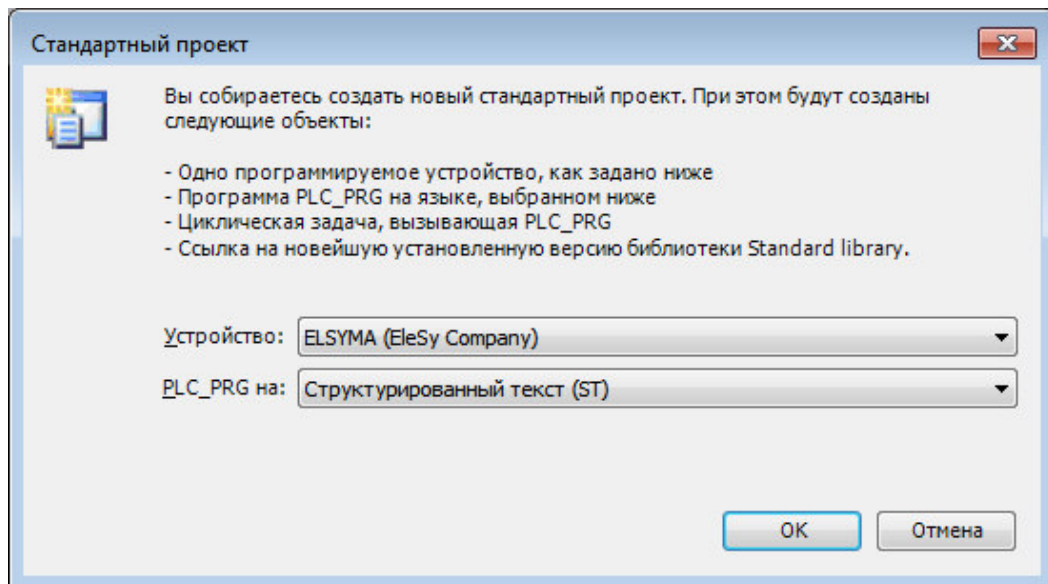 Стандартный проект
Вы собираетесь создать новый стандартный проект. При этом будут созданы
следующие объекты:
- Одно программируемое устройство, как задано ниже
- Программа PLC_PRG на языке, выбранном ниже
- Циклическая задача, вызывающая PLC_PRG
- Ссылка на новейшую установленную версию библиотеки Standard library.
Устройство: ELSYMA (EleSy Company)
PLC_PRG на: Структурированный текст (ST)
OK Отмена